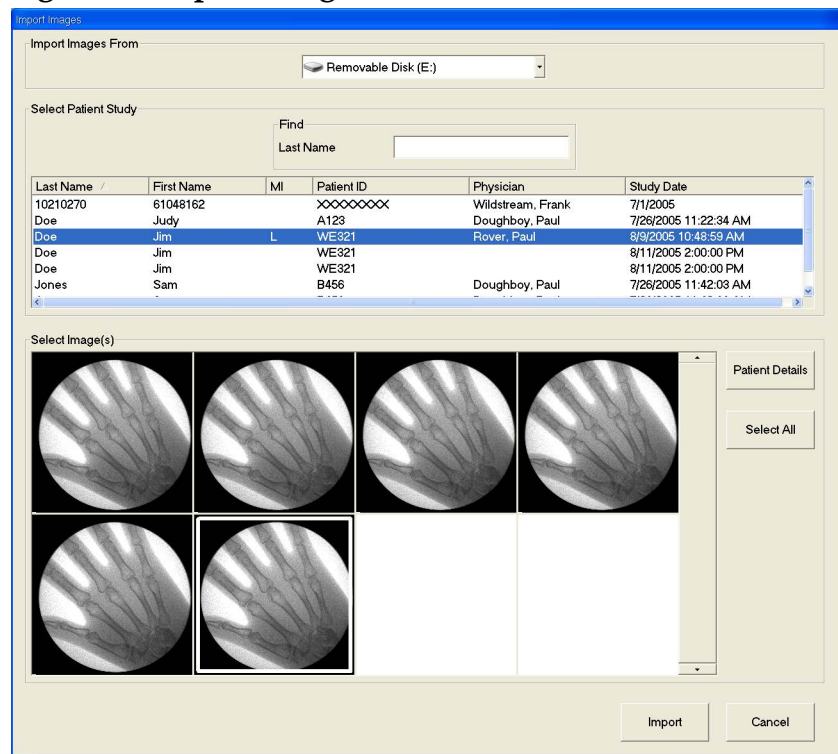 Import Images
Import Images From
Removable Disk (E:)
Select Patient Study
Find
Last Name
Last Name / First Name MI Patient ID Physician Study Date
10210270 61048162 XXXXXXXXX Wildstream, Frank 7/1/2005
Doe Judy A123 Doughboy, Paul 7/26/2005 11:22:34 AM
Doe Jim L WE321 Rover, Paul 8/9/2005 10:48:59 AM
Doe Jim WE321 8/11/2005 2:00:00 PM
Doe Jim WE321 8/11/2005 2:00:00 PM
Jones Sam B456 Doughboy, Paul 7/26/2005 11:42:03 AM
Select Image(s)
Patient Details
Select All
Import Cancel